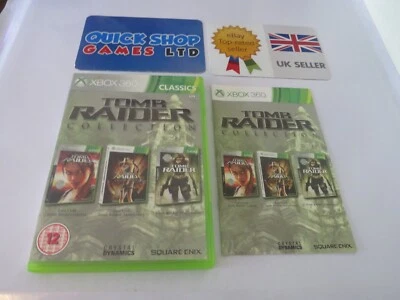 QUICK SHOP
GAMES LTD
eBay
Top-rated
seller
UK SELLER
XBOX 360
CLASSICS
TOMB
RAIDER
COLLECTION
12
CRYSTAL
DYNAMICS
SQUARE ENIX
XBOX 360
TOMB
RAIDER
COLLECTION
CRYSTAL
DYNAMICS
SQUARE ENIX